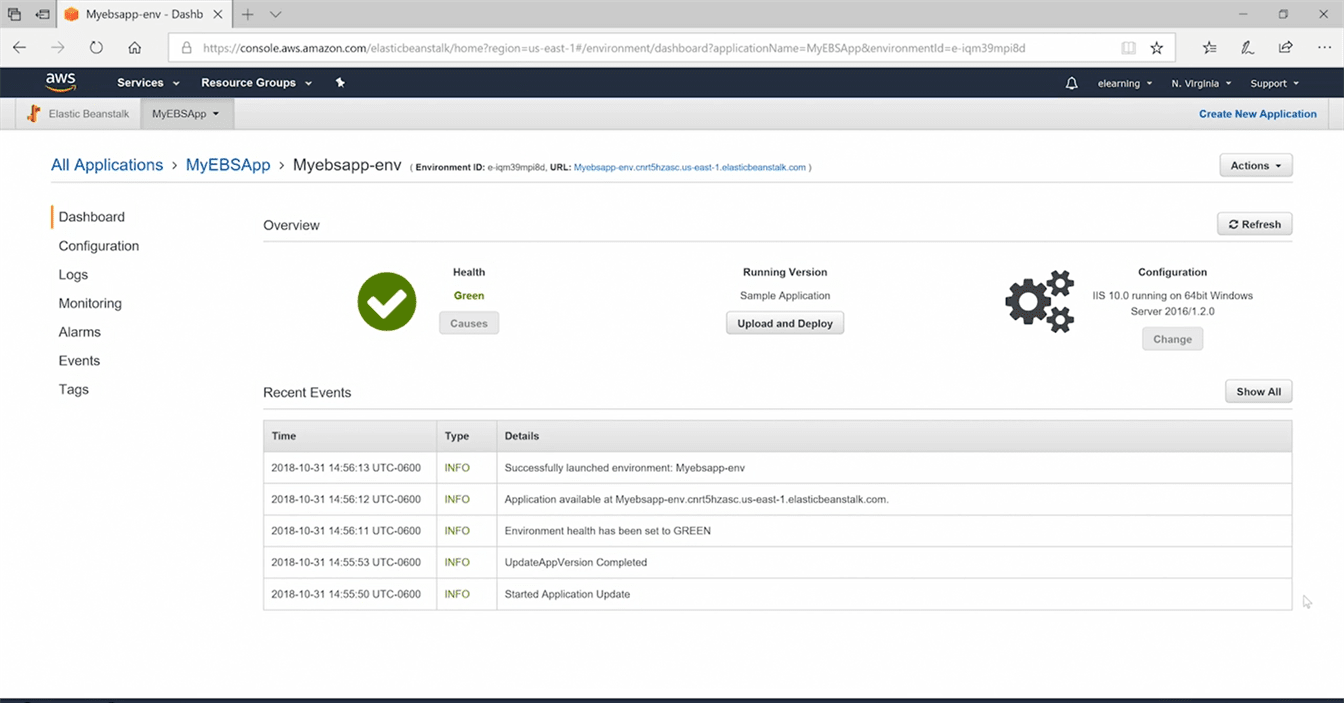 Myebsapp-env - Dashb
https://console.aws.amazon.com/elasticbeanstalk/home?region=us-east-1#/environment/dashboard?applicationName=MyEBSApp&environmentId=e-iqm39mpi8d
aws Services Resource Groups elearning N. Virginia Support
Elastic Beanstalk MyEBSApp Create New Application
All Applications > MyEBSApp > Myebsapp-env ( Environment ID: e-iqm39mpi8d, URL: Myebsapp-env.cnrt5hzasc.us-east-1.elasticbeanstalk.com ) Actions
Dashboard
Configuration
Logs
Monitoring
Alarms
Events
Tags
Overview Refresh
Health
Green
Causes
Running Version
Sample Application
Upload and Deploy
Configuration
IIS 10.0 running on 64bit Windows
Server 2016/1.2.0
Change
Recent Events Show All
Time Type Details
2018-10-31 14:56:13 UTC-0600 INFO Successfully launched environment: Myebsapp-env
2018-10-31 14:56:12 UTC-0600 INFO Application available at Myebsapp-env.cnrt5hzasc.us-east-1.elasticbeanstalk.com.
2018-10-31 14:56:11 UTC-0600 INFO Environment health has been set to GREEN
2018-10-31 14:55:53 UTC-0600 INFO UpdateAppVersion Completed
2018-10-31 14:55:50 UTC-0600 INFO Started Application Update